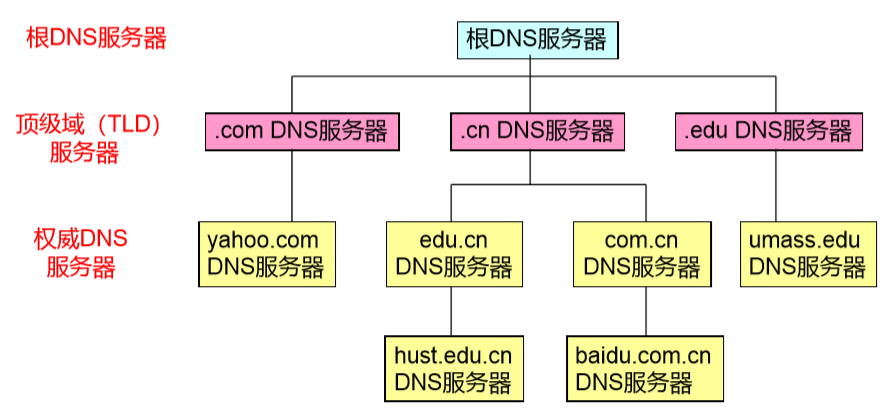 根DNS服务器
根DNS服务器
顶级域（TLD）
服务器
.com DNS服务器
.cn DNS服务器
.edu DNS服务器
权威DNS
服务器
yahoo.com
DNS服务器
edu.cn
DNS服务器
com.cn
DNS服务器
umass.edu
DNS服务器
hust.edu.cn
DNS服务器
baidu.com.cn
DNS服务器